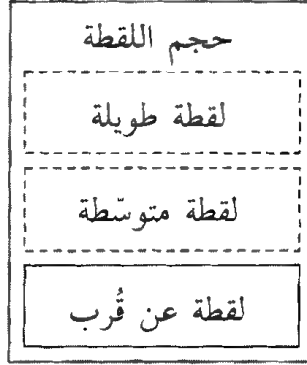 حجم اللقطة
لقطة طويلة
لقطة متوسّطة
لقطة عن قُرب